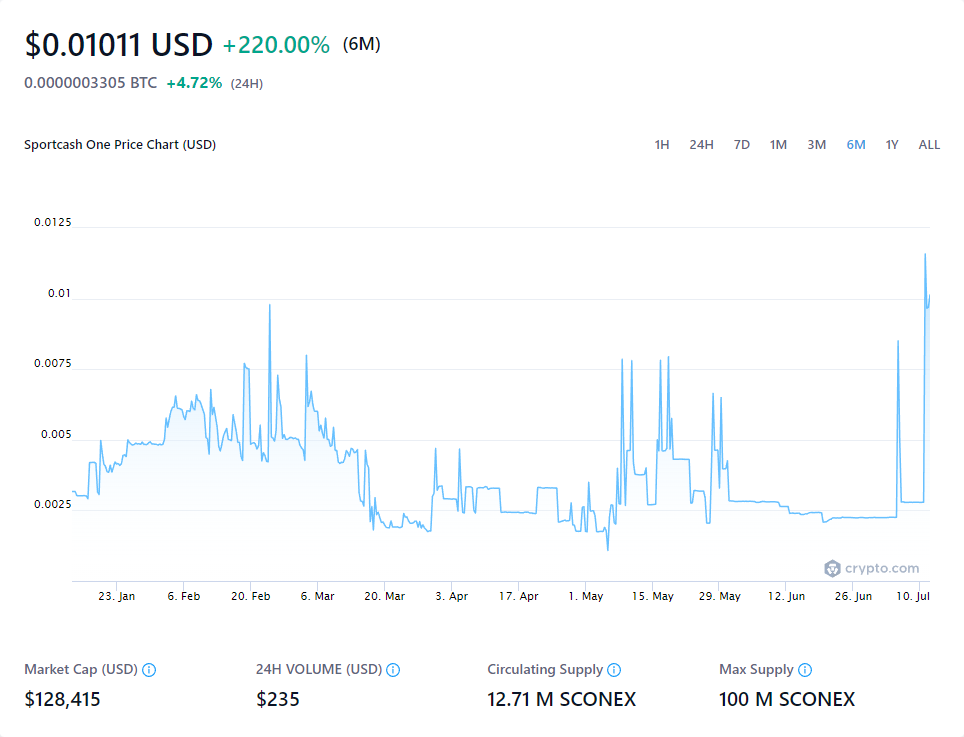 $0.01011 USD +220.00% (6M)
0.0000003305 BTC +4.72% (24H)
Sportcash One Price Chart (USD) 1H 24H 7D 1M 3M 6M 1Y ALL
0.0125
0.01
0.0075
0.005
0.0025
crypto.com
23. Jan 6. Feb 20. Feb 6. Mar 20. Mar 3. Apr 17. Apr 1. May 15. May 29. May 12. Jun 26. Jun 10. Jul
Market Cap (USD) 24H VOLUME (USD) Circulating Supply Max Supply
$128,415 $235 12.71 M SCONEX 100 M SCONEX